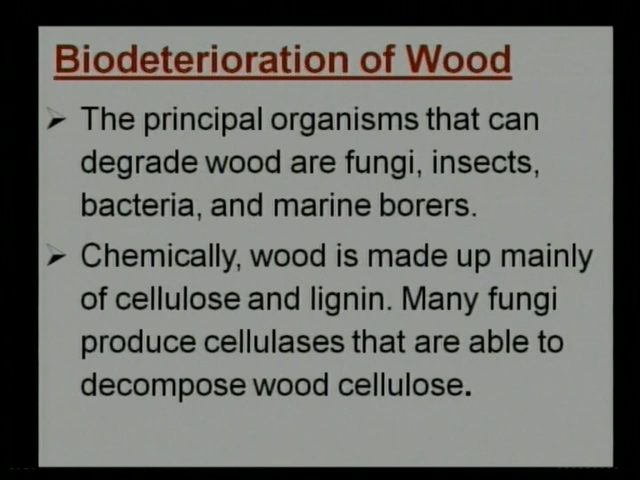 Biodeterioration of Wood
➢ The principal organisms that can
degrade wood are fungi, insects,
bacteria, and marine borers.
➢ Chemically, wood is made up mainly
of cellulose and lignin. Many fungi
produce cellulases that are able to
decompose wood cellulose.